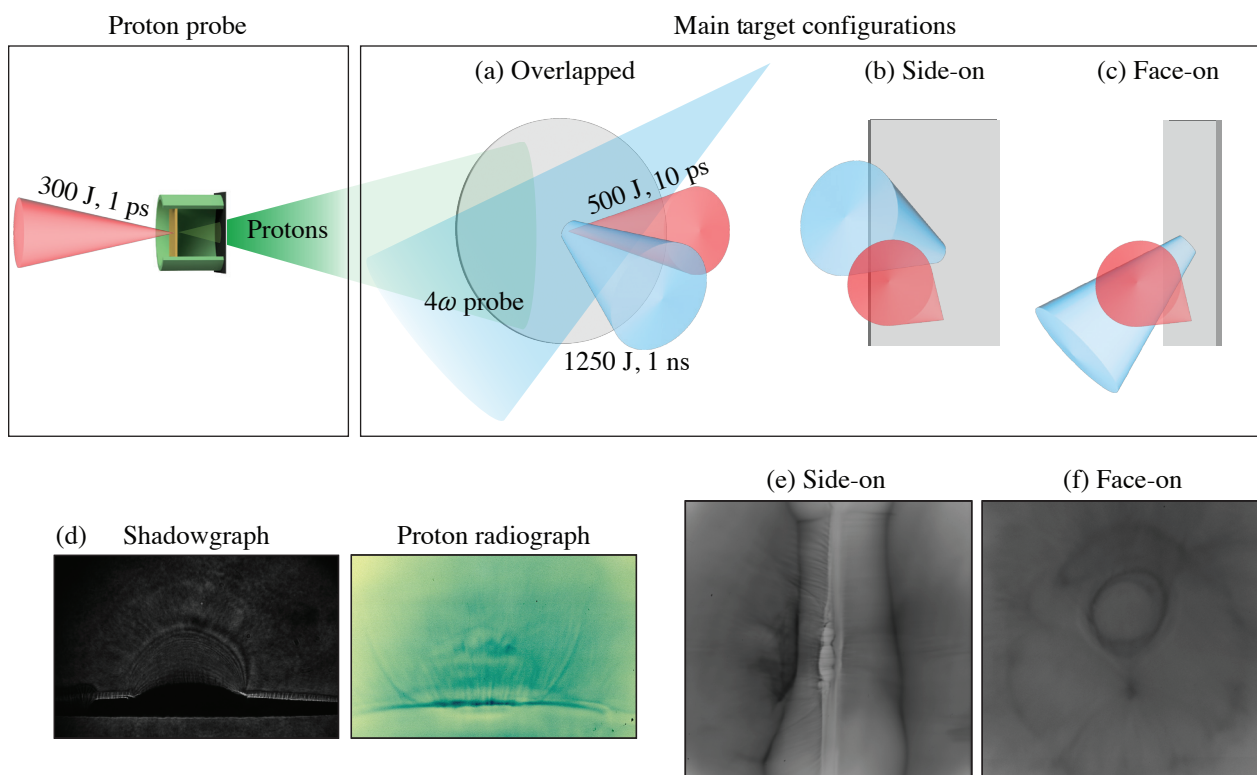 Proton probe
Main target configurations
(a) Overlapped
(b) Side-on
(c) Face-on
300 J, 1 ps
Protons
500 J, 10 ps
4ω probe
1250 J, 1 ns
(e) Side-on
(f) Face-on
(d) Shadowgraph
Proton radiograph